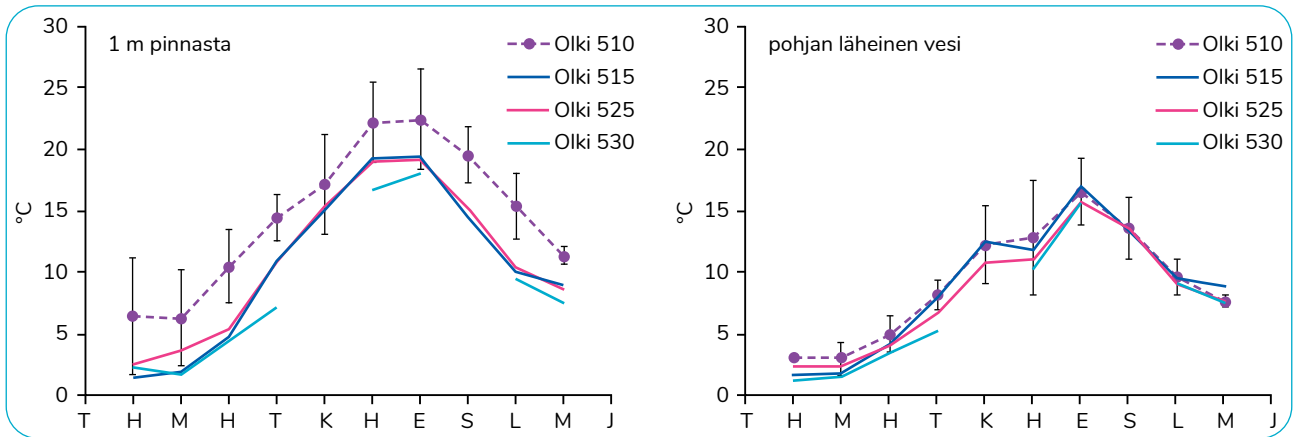 1 m pinnasta
Olki 510
Olki 515
Olki 525
Olki 530
30
25
20
15
10
5
0
°C
T H M H T K H E S L M J
pohjan läheinen vesi
Olki 510
Olki 515
Olki 525
Olki 530
30
25
20
15
10
5
0
°C
T H M H T K H E S L M J